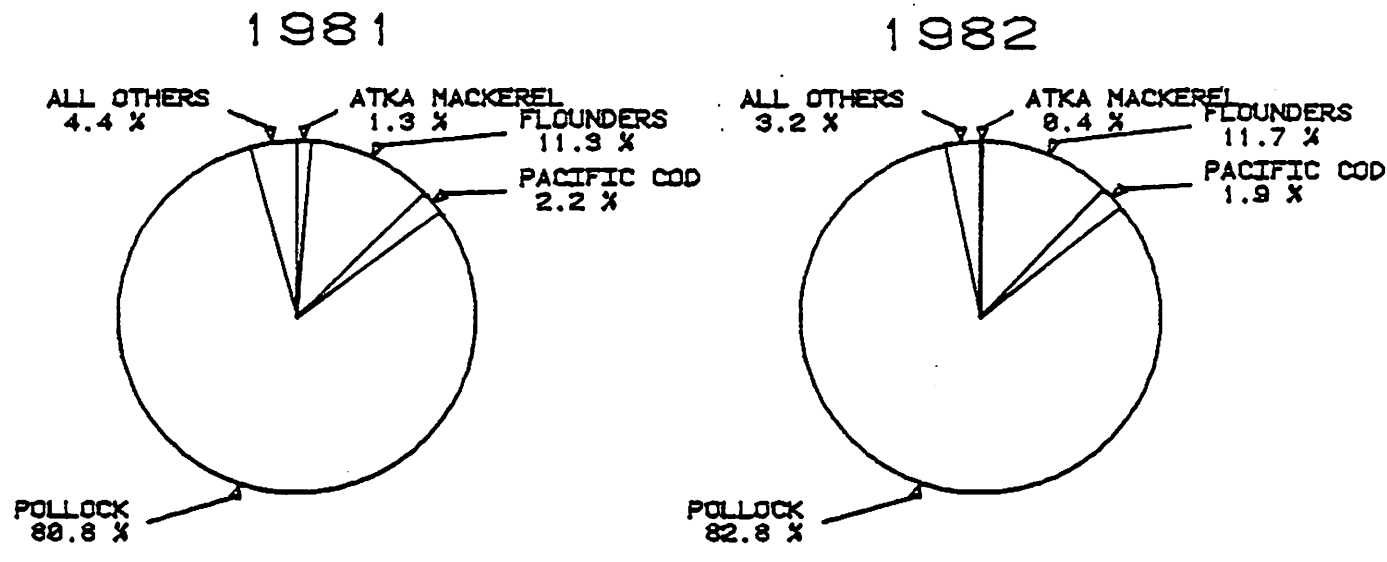 1981
ALL OTHERS
4.4 %
ATKA MACKEREL
1.3 %
FLOUNDERS
11.3 %
PACIFIC COD
2.2 %
POLLOCK
80.8 %
1982
ALL OTHERS
3.2 %
ATKA MACKEREL
0.4 %
FLOUNDERS
11.7 %
PACIFIC COD
1.9 %
POLLOCK
82.8 %